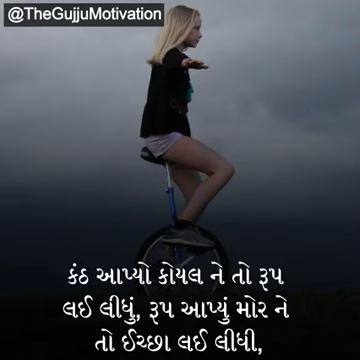 @TheGujjuMotivation
કંઠ આપ્યો કોયલ ને તો રૂપ
લઈ લીધું, રૂપ આપ્યું મોર ને
તો ઈચ્છા લઈ લીધી,